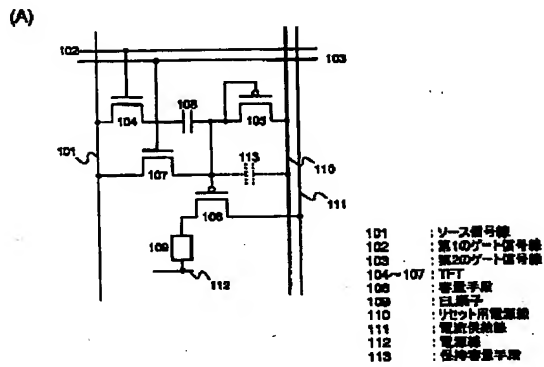 (A)
102
103
104
108
105
101
107
113
110
106
111
109
112
101 : ソース信号線
102 : 第1のゲート信号線
103 : 第2のゲート信号線
104~107 : TFT
108 : 容量手段
109 : EL素子
110 : リセット用電源線
111 : 電流供給線
112 : 電源線
113 : 保持容量手段